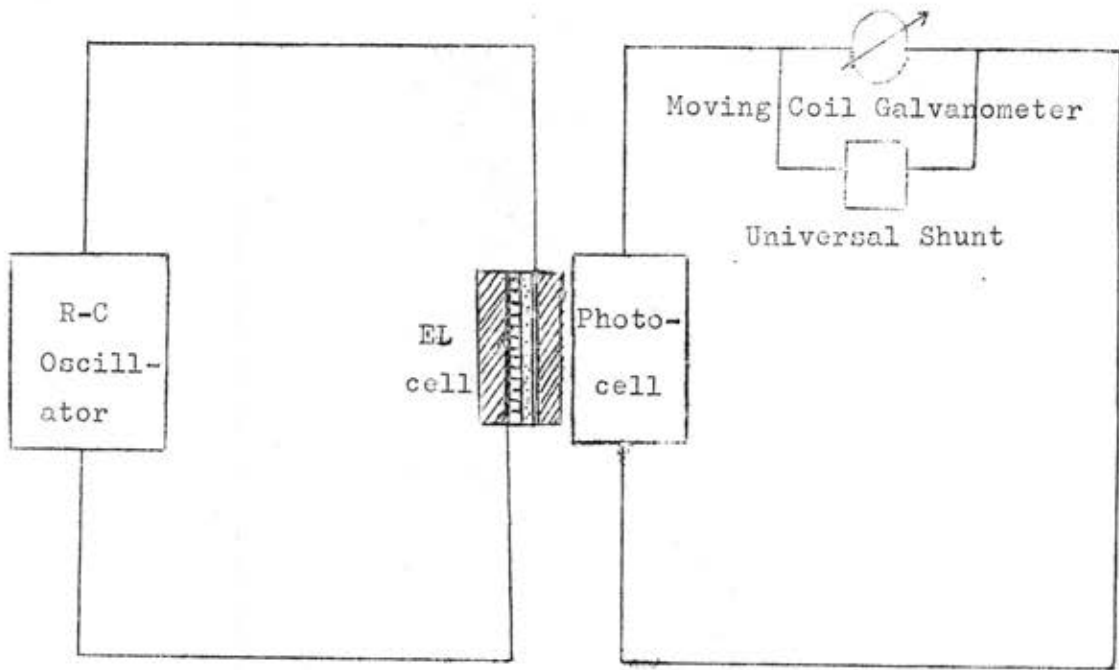 Moving Coil Galvanometer
Universal Shunt
R-C
Oscill-
ator
EL
cell
Photo-
cell